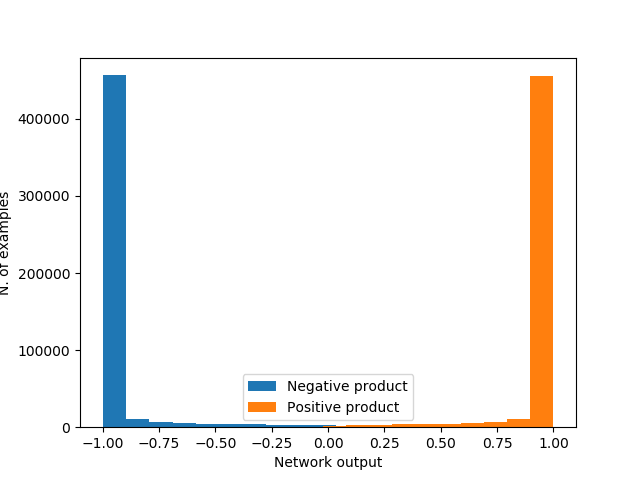 400000
300000
200000
100000
0
N. of examples
Negative product
Positive product
−1.00 −0.75 −0.50 −0.25 0.00 0.25 0.50 0.75 1.00
Network output